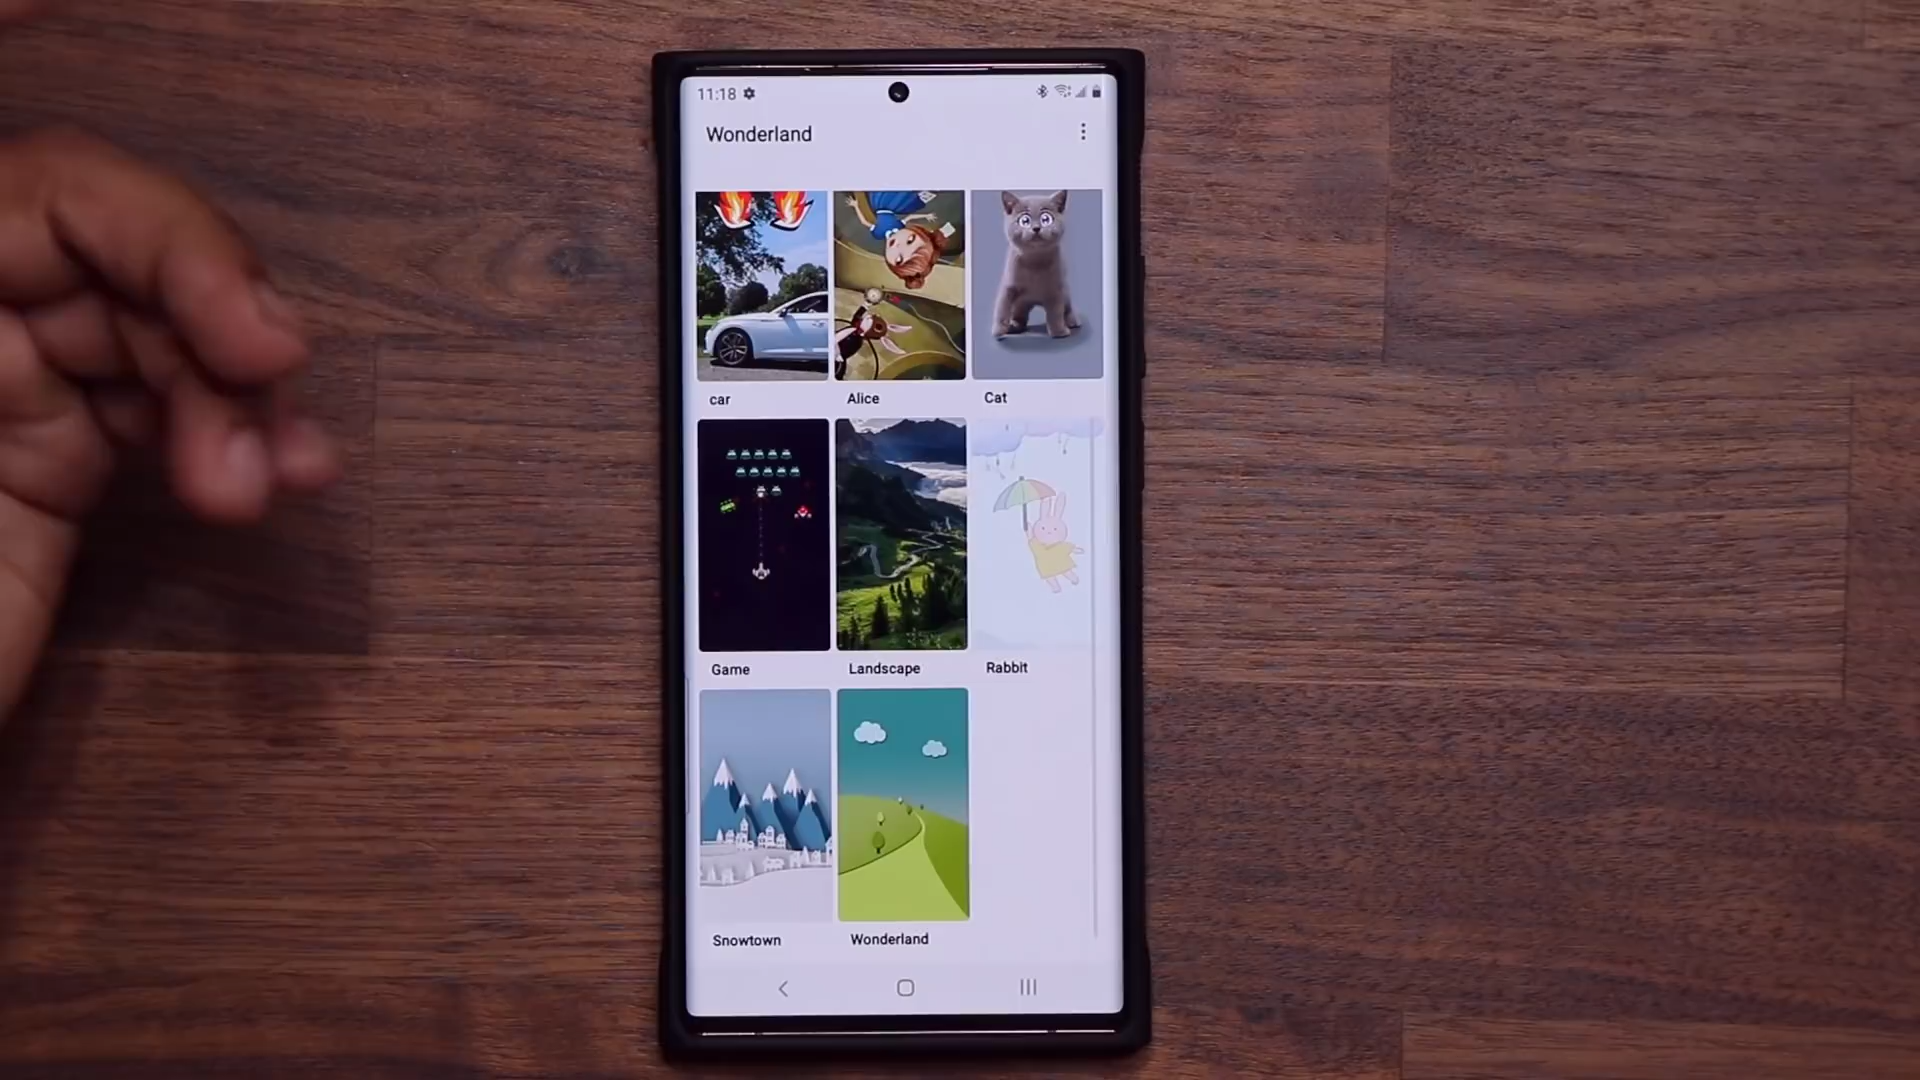 11:18
Wonderland
car
Alice
Cat
Game
Landscape
Rabbit
Snowtown
Wonderland